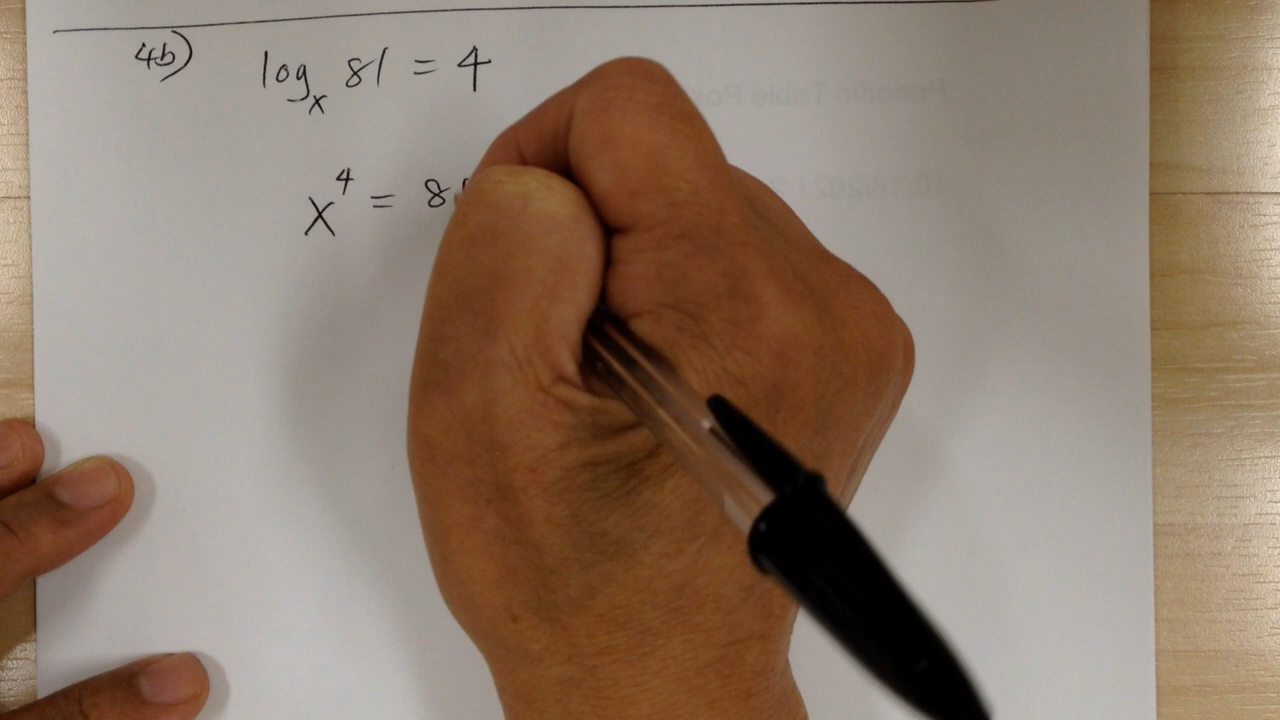 4b) logₓ 81 = 4
x⁴ = 8